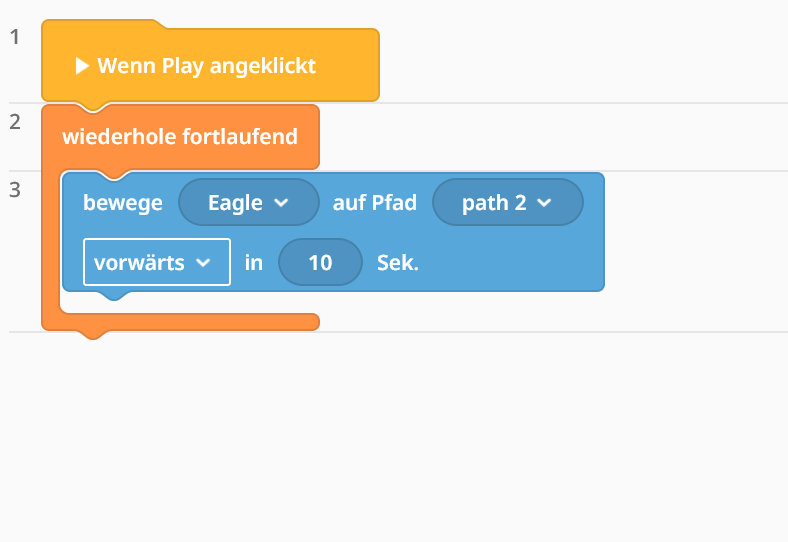 1
Wenn Play angeklickt
2
wiederhole fortlaufend
3
bewege Eagle auf Pfad path 2
vorwärts in 10 Sek.